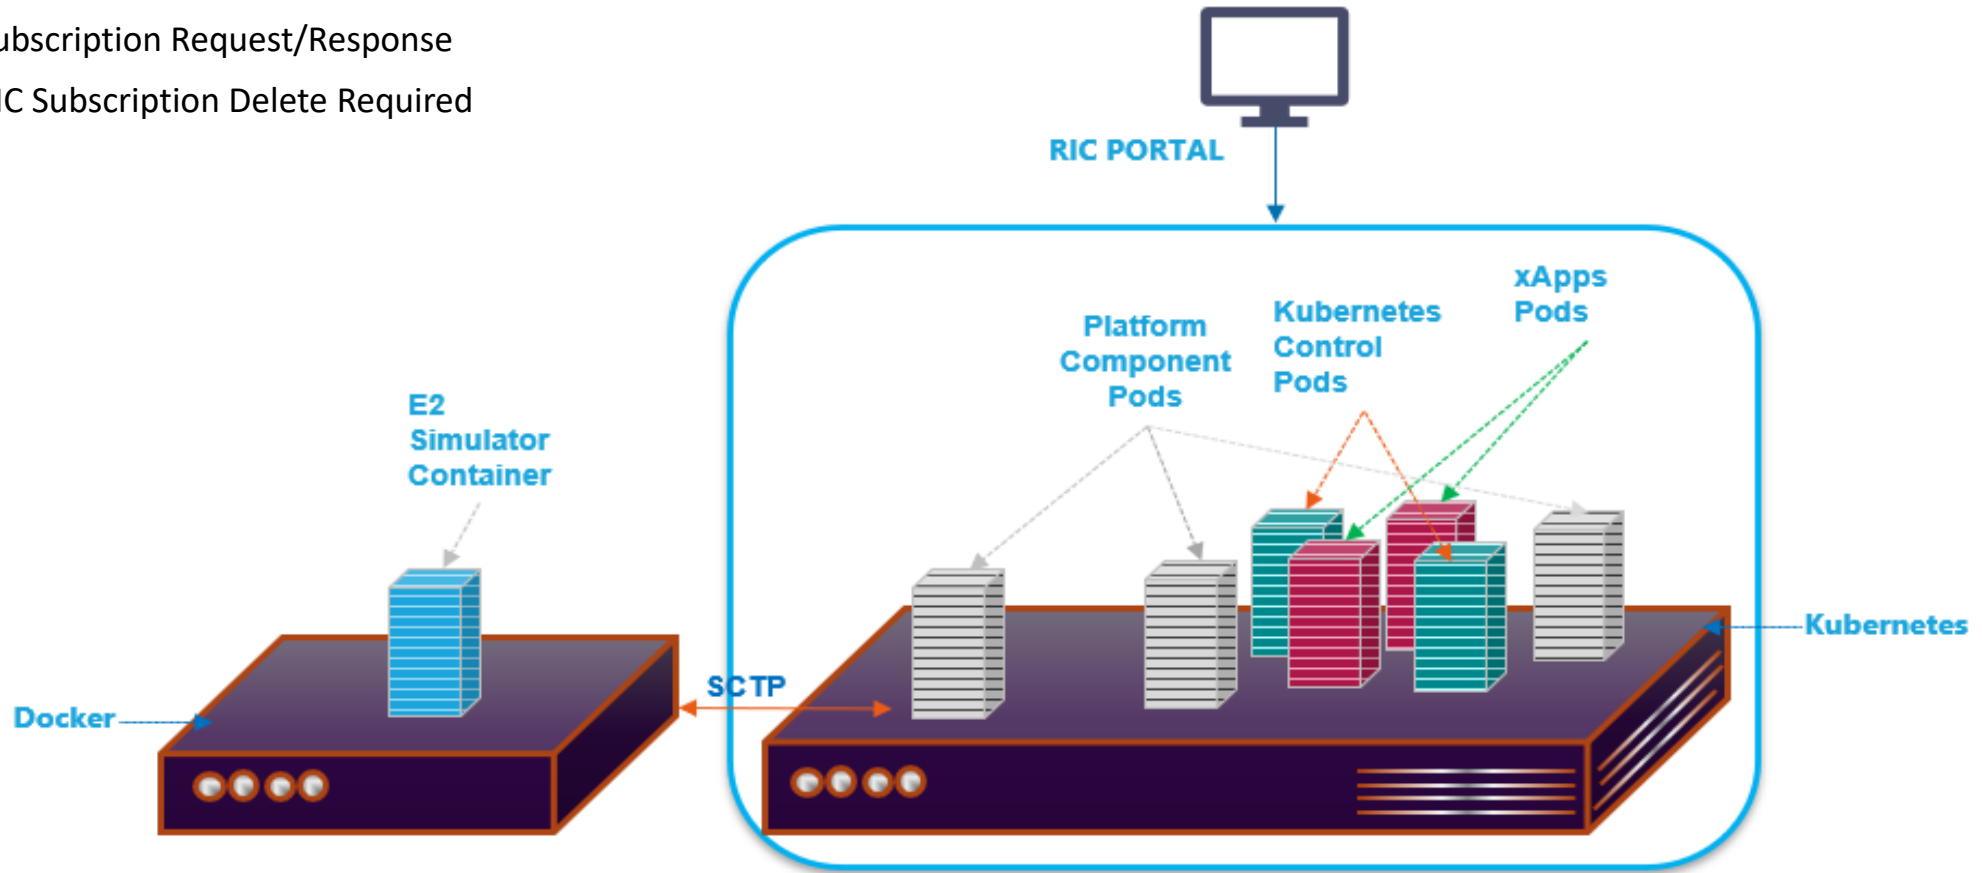 ubscription Request/Response
IC Subscription Delete Required
RIC PORTAL
xApps
Pods
Kubernetes
Control
Pods
Platform
Component
Pods
E2
Simulator
Container
SCTP
Docker
Kubernetes